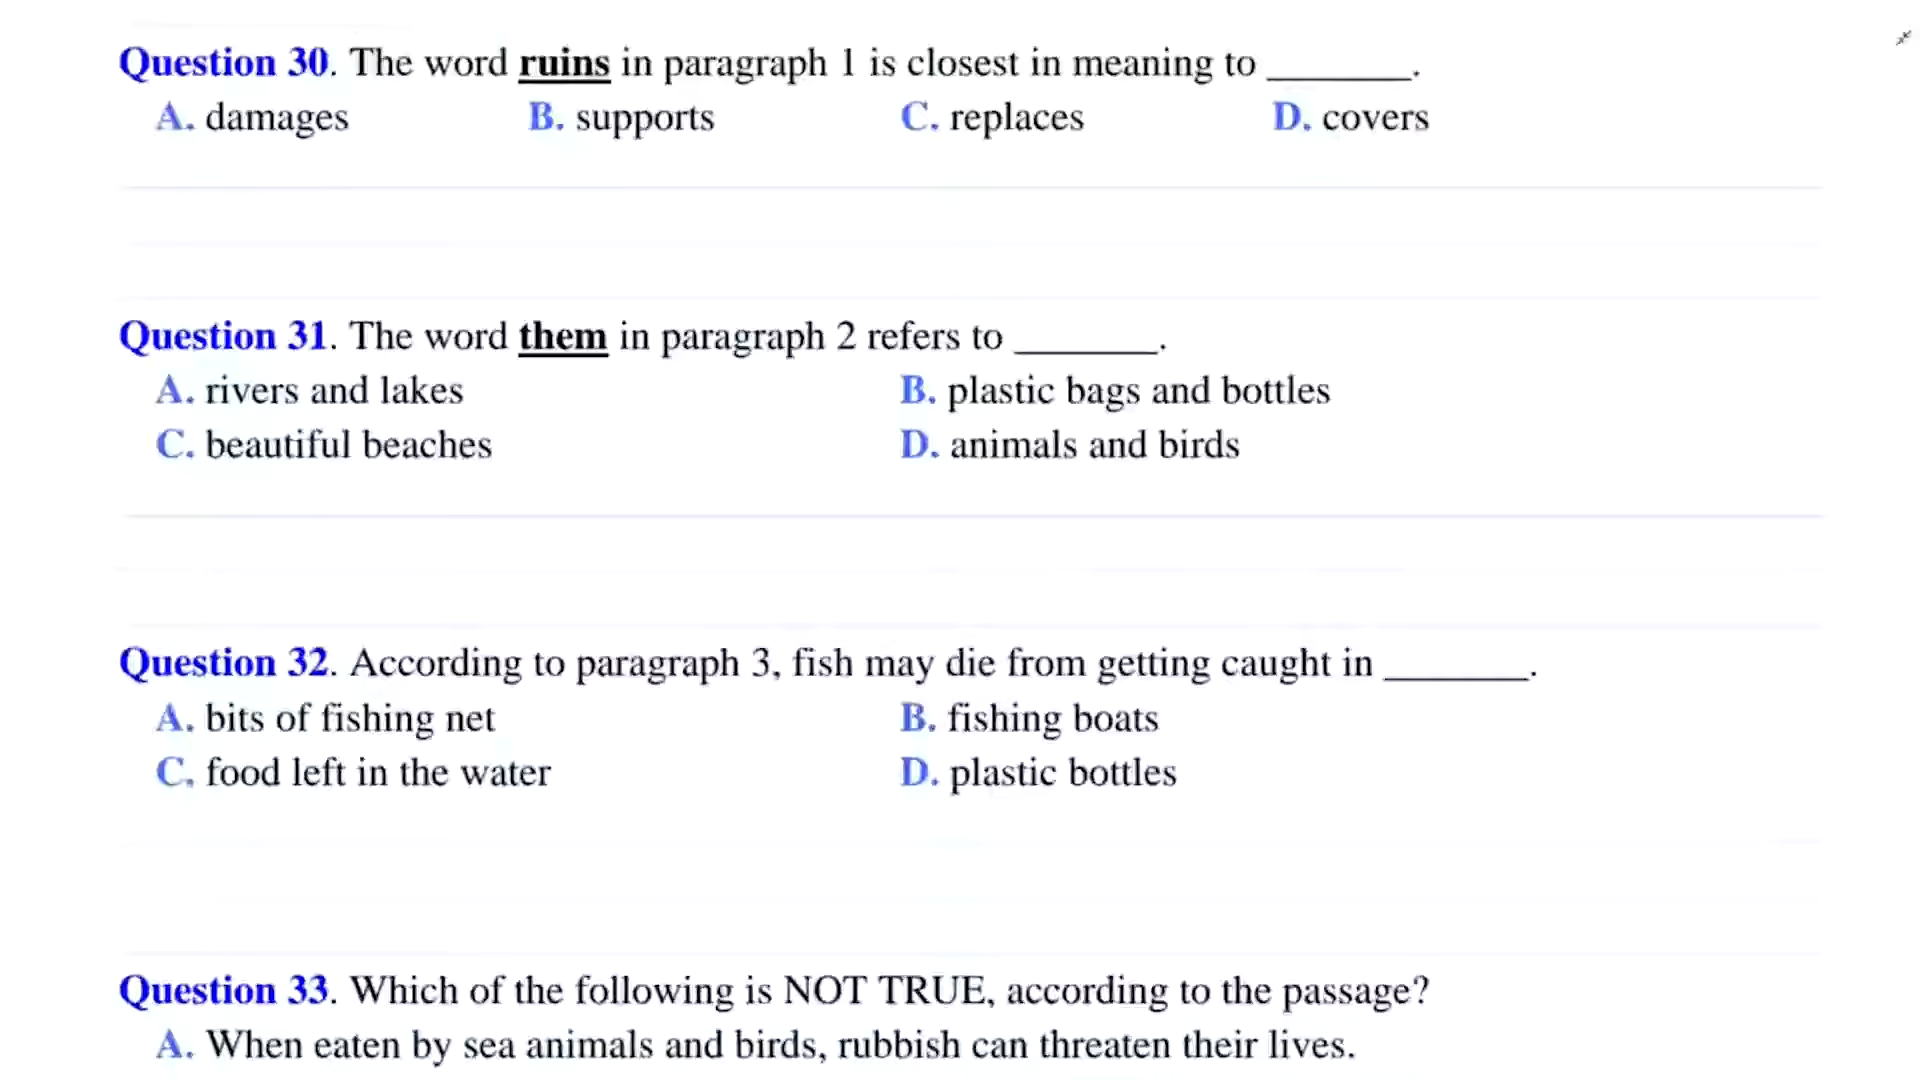 Question 30. The word ruins in paragraph 1 is closest in meaning to _______.
A. damages B. supports C. replaces D. covers
Question 31. The word them in paragraph 2 refers to _______.
A. rivers and lakes B. plastic bags and bottles
C. beautiful beaches D. animals and birds
Question 32. According to paragraph 3, fish may die from getting caught in _______.
A. bits of fishing net B. fishing boats
C. food left in the water D. plastic bottles
Question 33. Which of the following is NOT TRUE, according to the passage?
A. When eaten by sea animals and birds, rubbish can threaten their lives.